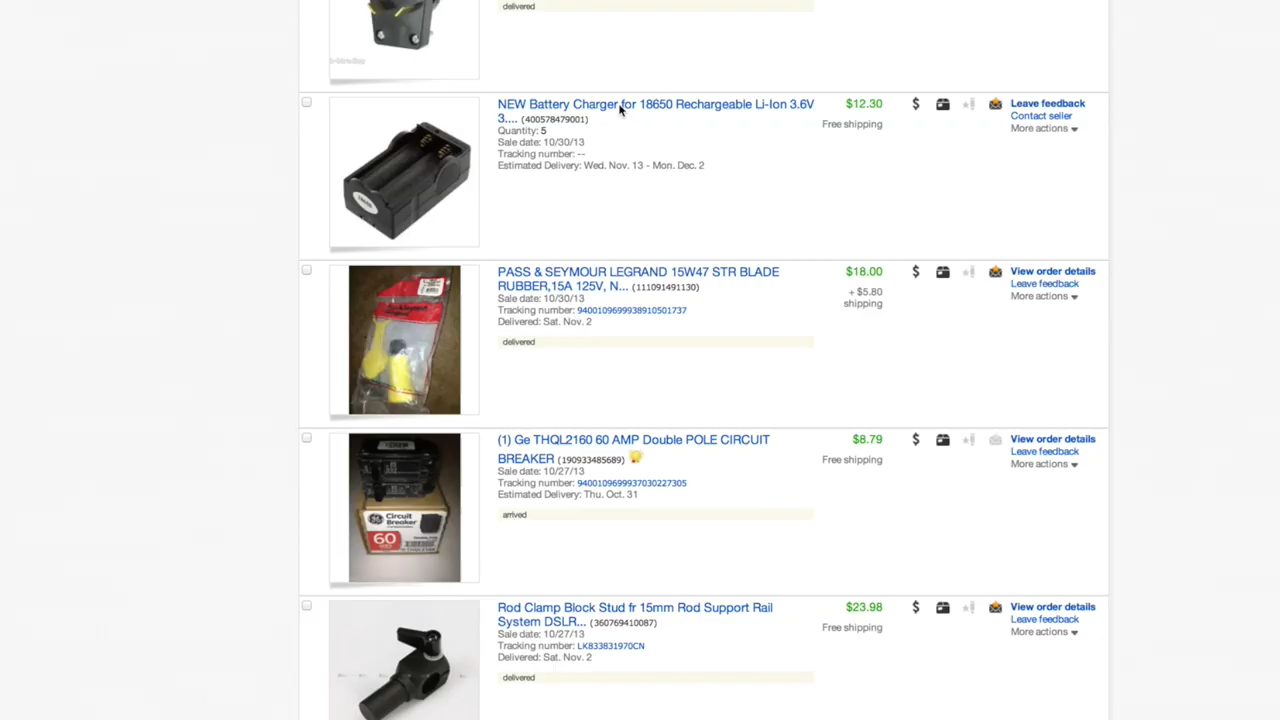 delivered
NEW Battery Charger for 18650 Rechargeable Li-Ion 3.6V
3.... (400578479001)
Quantity: 5
Sale date: 10/30/13
Tracking number: --
Estimated Delivery: Wed. Nov. 13 - Mon. Dec. 2
$12.30
Free shipping
$
Leave feedback
Contact seller
More actions
PASS & SEYMOUR LEGRAND 15W47 STR BLADE
RUBBER,15A 125V, N... (111091491130)
Sale date: 10/30/13
Tracking number: 9400109699938910501737
Delivered: Sat. Nov. 2
delivered
$18.00
+ $5.80
shipping
$
View order details
Leave feedback
More actions
(1) Ge THQL2160 60 AMP Double POLE CIRCUIT
BREAKER (190933485689)
Sale date: 10/27/13
Tracking number: 9400109699937030227305
Estimated Delivery: Thu. Oct. 31
arrived
$8.79
Free shipping
$
View order details
Leave feedback
More actions
Circuit
Breaker
60
Rod Clamp Block Stud fr 15mm Rod Support Rail
System DSLR... (360769410087)
Sale date: 10/27/13
Tracking number: LK833831970CN
Delivered: Sat. Nov. 2
delivered
$23.98
Free shipping
$
View order details
Leave feedback
More actions